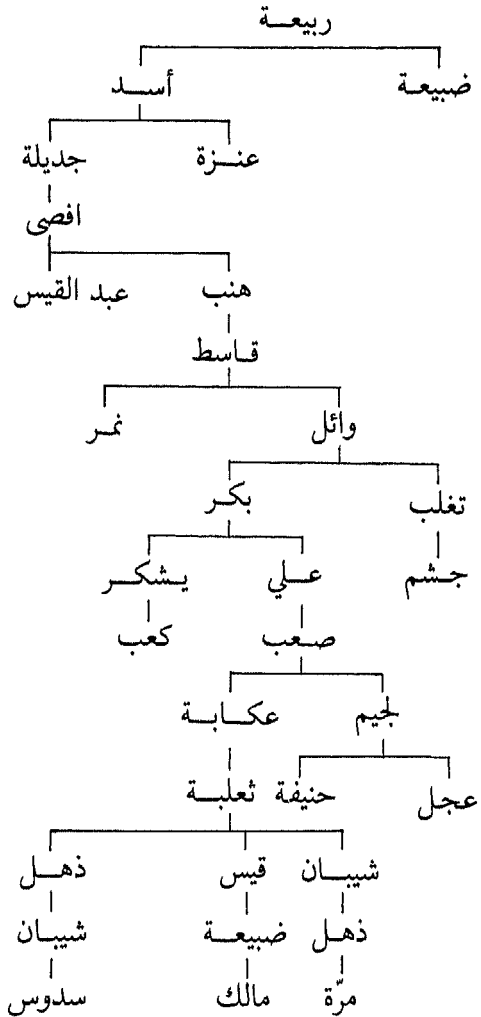 ربيعة
ضبيعة أسد
عنزة جديلة
افصى
هنب عبد القيس
قاسط
وائل نمر
تغلب بكر
جشم علي يشكر
صعب كعب
لجيم عكابة
عجل حنيفة ثعلبة
شيبان قيس ذهل
ذهل ضبيعة شيبان
مرّة مالك سدوس